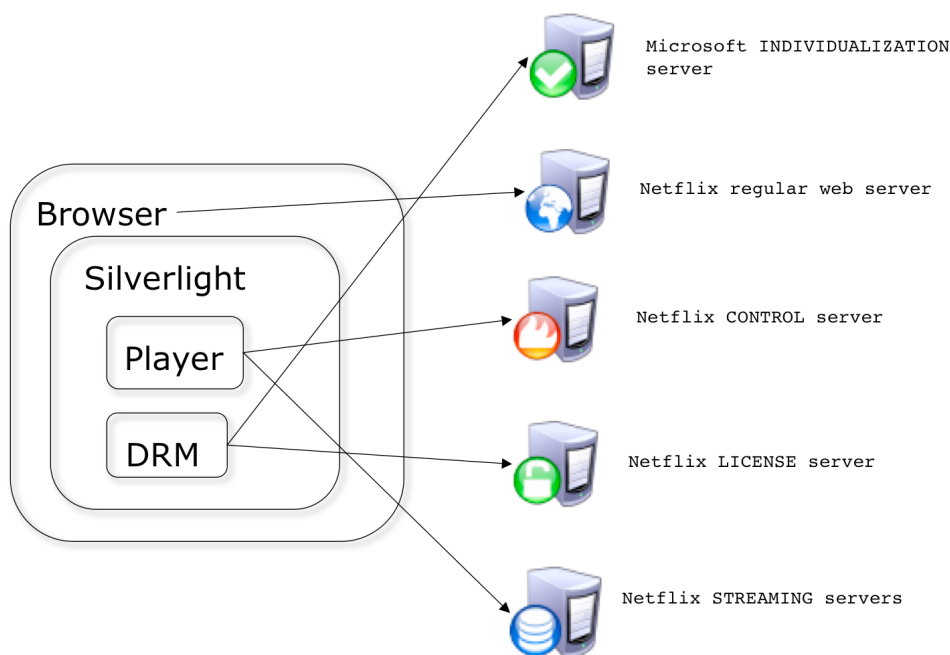 Microsoft INDIVIDUALIZATION
server
Netflix regular web server
Browser
Silverlight
Netflix CONTROL server
Player
DRM
Netflix LICENSE server
Netflix STREAMING servers